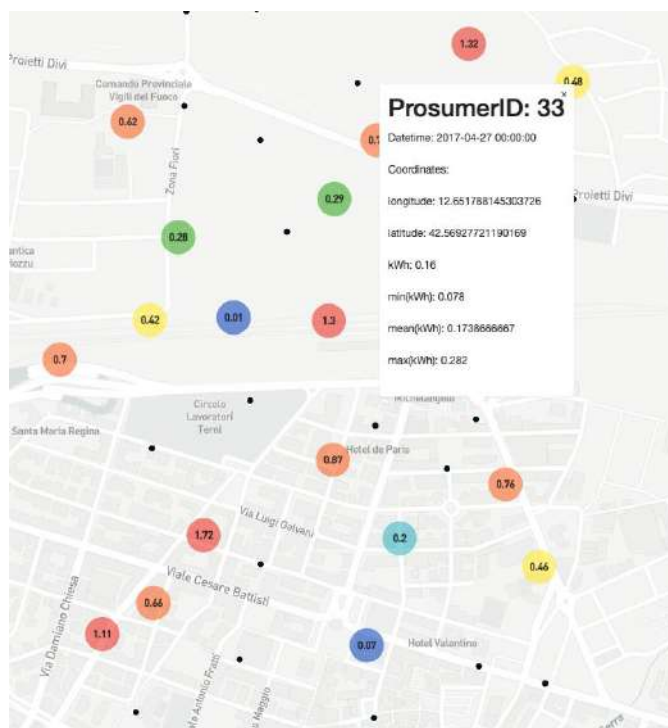 1.32
Proietti Divi
0.48
Comando Provinciale
Vigili del Fuoco
×
ProsumerID: 33
0.62
Datetime: 2017-04-27 00:00:00
Coordinates:
Zona Fiori
0.29
longitude: 12.651788145303726
Proietti Divi
latitude: 42.56927721190169
0.28
kWh: 0.16
min(kWh): 0.078
0.42
0.01
1.3
mean(kWh): 0.1738666667
0.7
max(kWh): 0.282
Circolo
Lavoratori
Terni
Santa Maria Regina
Hotel de Paris
0.87
0.76
Via Luigi Galvani
1.72
0.2
0.46
Viale Cesare Battisti
Via Damiano Chiesa
0.66
1.11
0.07
Hotel Valentino
Antonio Fratti
Maggio